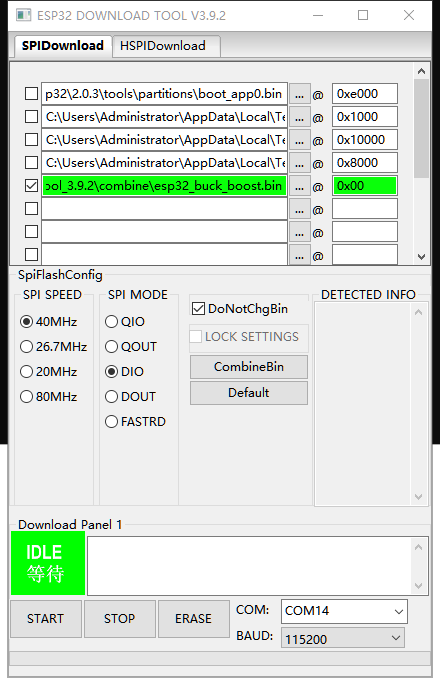 ESP32 DOWNLOAD TOOL V3.9.2
SPIDownload HSPIDownload
p32\2.0.3\tools\partitions\boot_app0.bin ... @ 0xe000
C:\Users\Administrator\AppData\Local\Te ... @ 0x1000
C:\Users\Administrator\AppData\Local\Te ... @ 0x10000
C:\Users\Administrator\AppData\Local\Te ... @ 0x8000
ool_3.9.2\combine\esp32_buck_boost.bin ... @ 0x00
... @
... @
... @
SpiFlashConfig
SPI SPEED
40MHz
26.7MHz
20MHz
80MHz
SPI MODE
QIO
QOUT
DIO
DOUT
FASTRD
DoNotChgBin
LOCK SETTINGS
CombineBin
Default
DETECTED INFO
Download Panel 1
IDLE
等待
START STOP ERASE
COM: COM14
BAUD: 115200